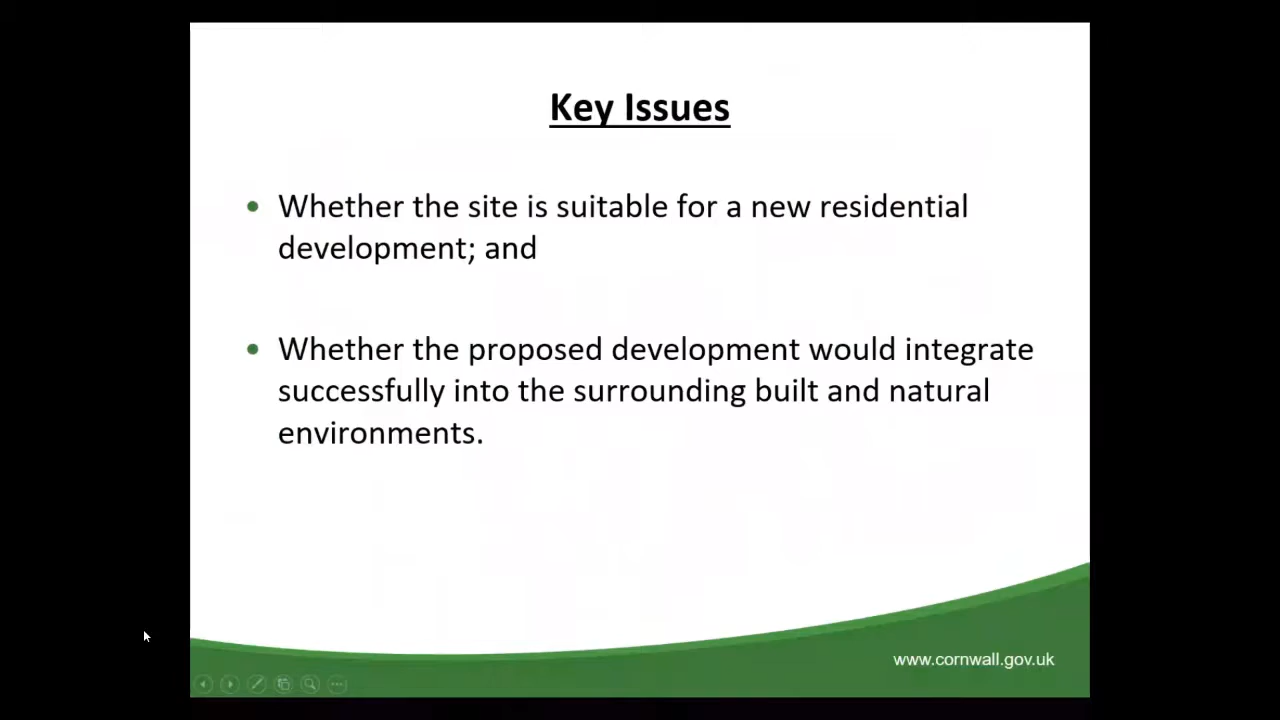 Key Issues
• Whether the site is suitable for a new residential
development; and
• Whether the proposed development would integrate
successfully into the surrounding built and natural
environments.
www.cornwall.gov.uk